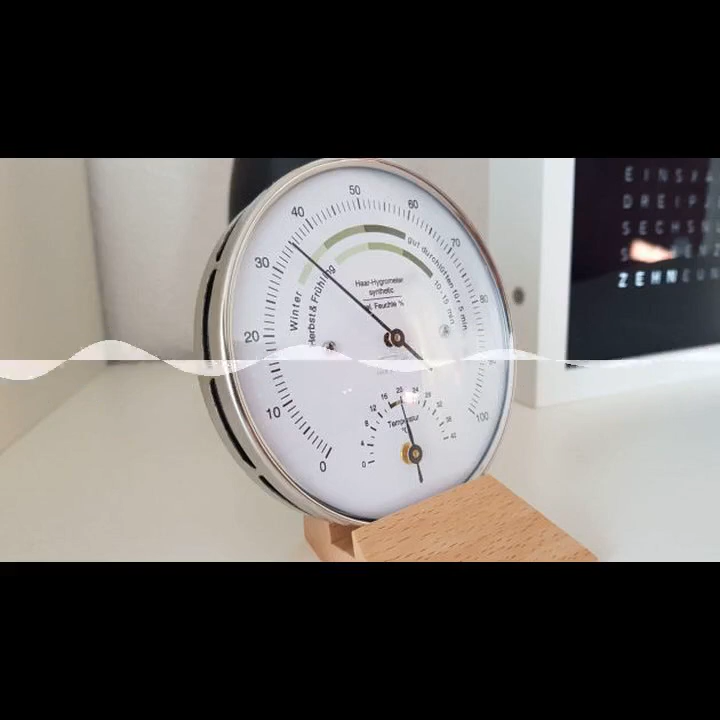 50
40
60
30
70
80
20
10
100
0
gut durchlüften für 5 min
10 - 15 min
Winter
Herbst & Frühling
Haar-Hygrometer
synthetic
rel. Feuchte %
20
16
24
12
28
8
32
4
36
0
40
Temperatur
EINS
DREI
SECHS
ZEHN